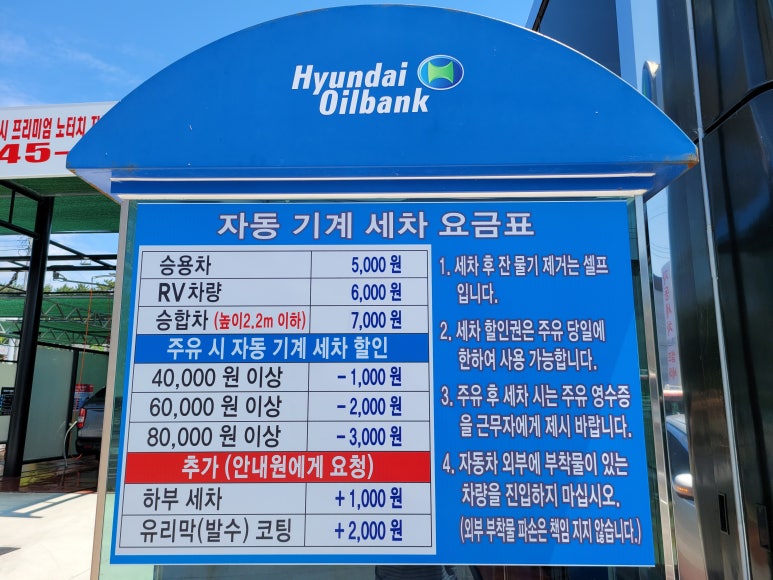 Hyundai
Oilbank
시 프리미엄 노터치
45-
자동 기계 세차 요금표
승용차 5,000 원
RV차량 6,000 원
승합차 (높이2.2m 이하) 7,000 원
주유 시 자동 기계 세차 할인
40,000 원 이상 -1,000 원
60,000 원 이상 -2,000 원
80,000 원 이상 -3,000 원
추가 (안내원에게 요청)
하부 세차 +1,000 원
유리막(발수) 코팅 +2,000 원
1. 세차 후 잔 물기 제거는 셀프
입니다.
2. 세차 할인권은 주유 당일에
한하여 사용 가능합니다.
3. 주유 후 세차 시는 주유 영수증
을 근무자에게 제시 바랍니다.
4. 자동차 외부에 부착물이 있는
차량을 진입하지 마십시오.
(외부 부착물 파손은 책임 지지 않습니다.)